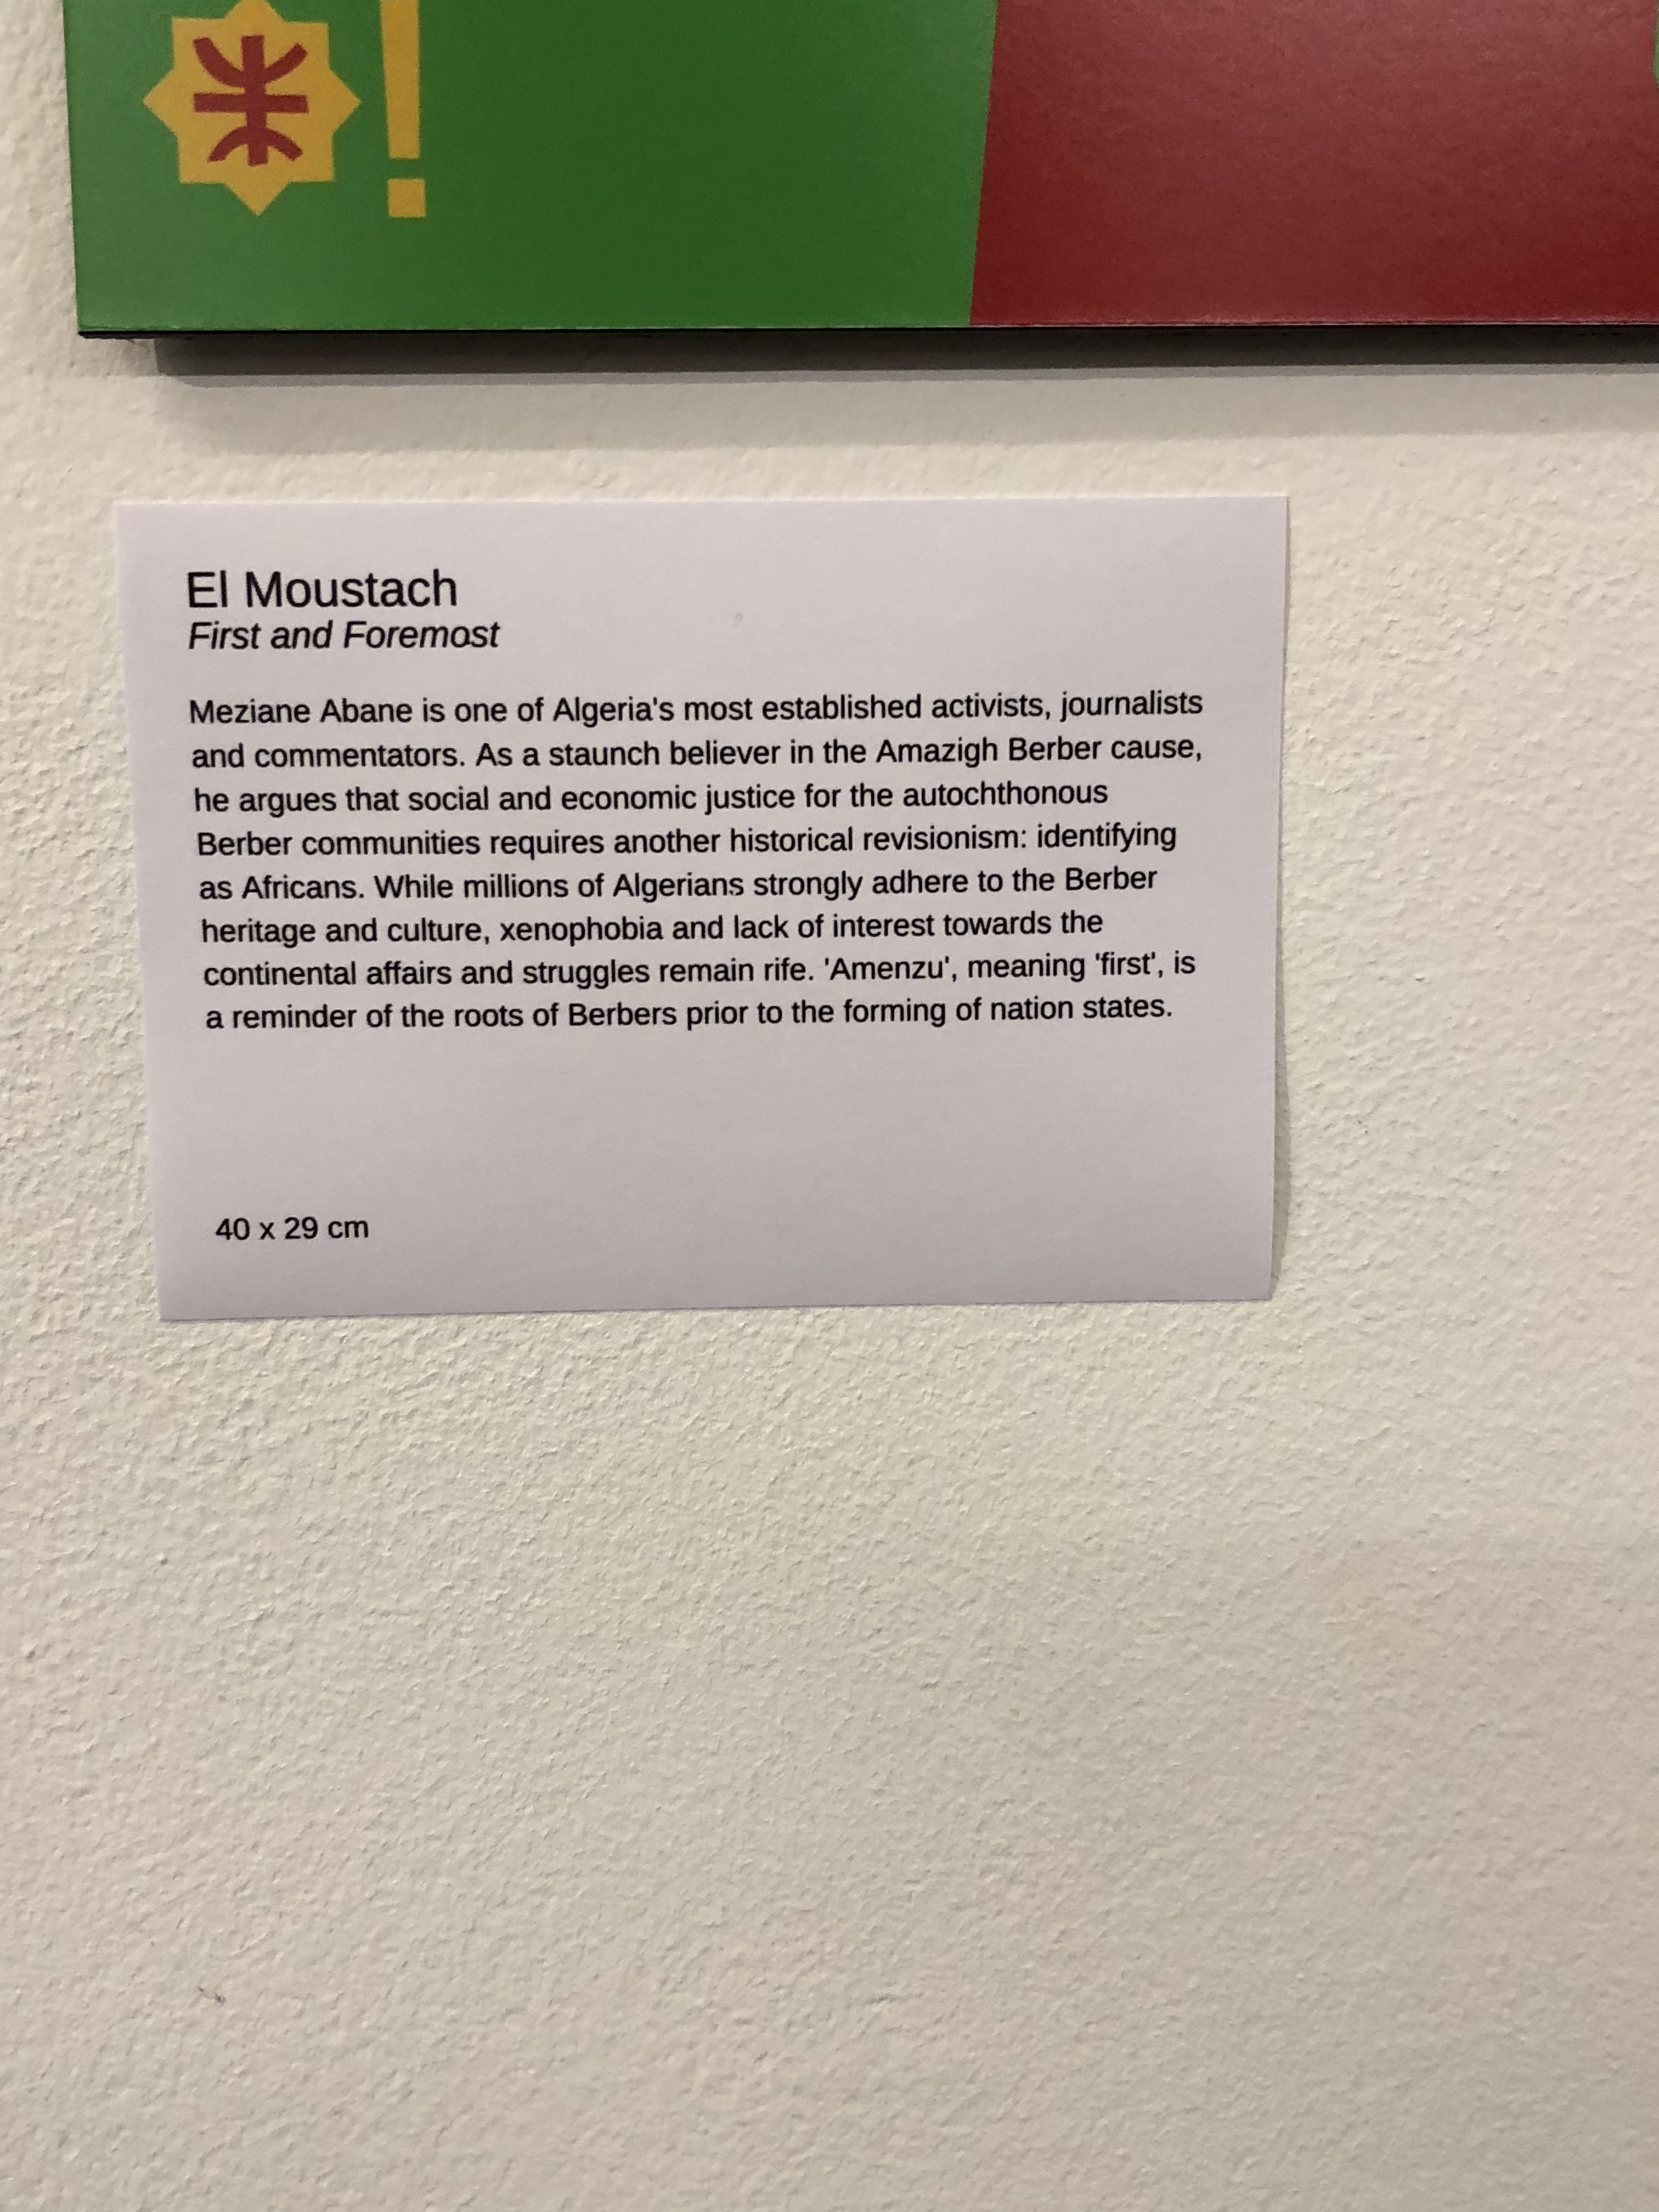 !
El Moustach
First and Foremost
Meziane Abane is one of Algeria's most established activists, journalists
and commentators. As a staunch believer in the Amazigh Berber cause,
he argues that social and economic justice for the autochthonous
Berber communities requires another historical revisionism: identifying
as Africans. While millions of Algerians strongly adhere to the Berber
heritage and culture, xenophobia and lack of interest towards the
continental affairs and struggles remain rife. 'Amenzu', meaning 'first', is
a reminder of the roots of Berbers prior to the forming of nation states.
40 x 29 cm